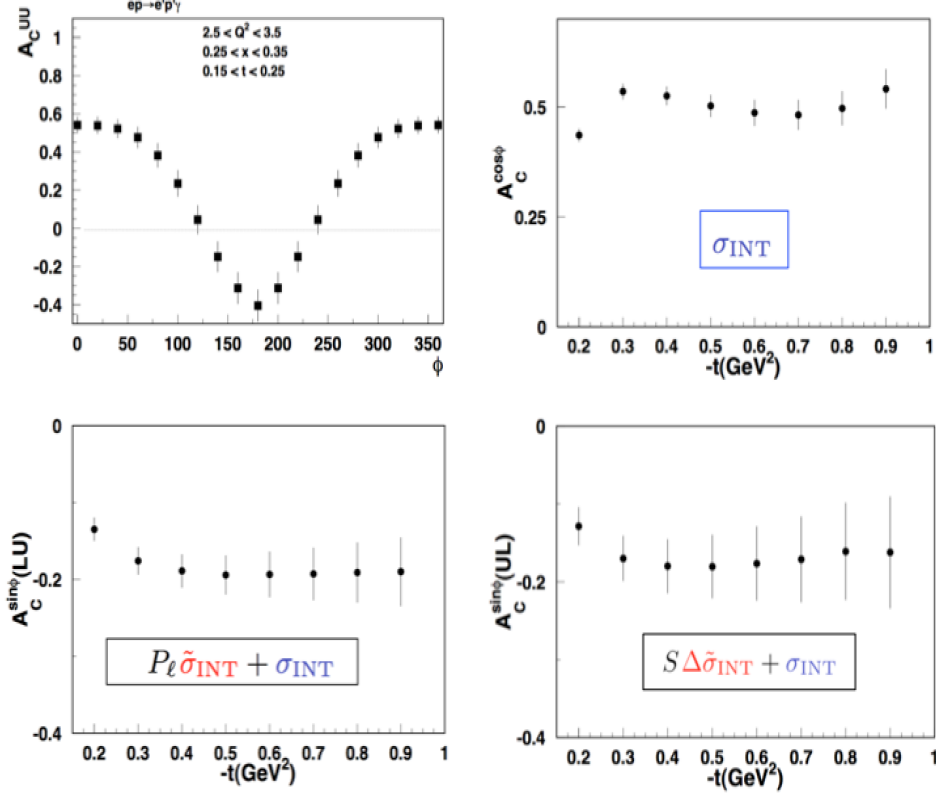 ep→e'p'γ
A_C^UU
2.5 < Q² < 3.5
0.25 < x < 0.35
0.15 < t < 0.25
1
0.8
0.6
0.4
0.2
0
-0.2
-0.4
0 50 100 150 200 250 300 350
ϕ
A_C^cosϕ
0.5
0.25
0
σ_INT
0.2 0.3 0.4 0.5 0.6 0.7 0.8 0.9 1
-t(GeV²)
A_C^sinϕ(LU)
0
-0.2
-0.4
P_ℓ σ̃_INT + σ_INT
0.2 0.3 0.4 0.5 0.6 0.7 0.8 0.9 1
-t(GeV²)
A_C^sinϕ(UL)
0
-0.2
-0.4
S Δσ̃_INT + σ_INT
0.2 0.3 0.4 0.5 0.6 0.7 0.8 0.9 1
-t(GeV²)